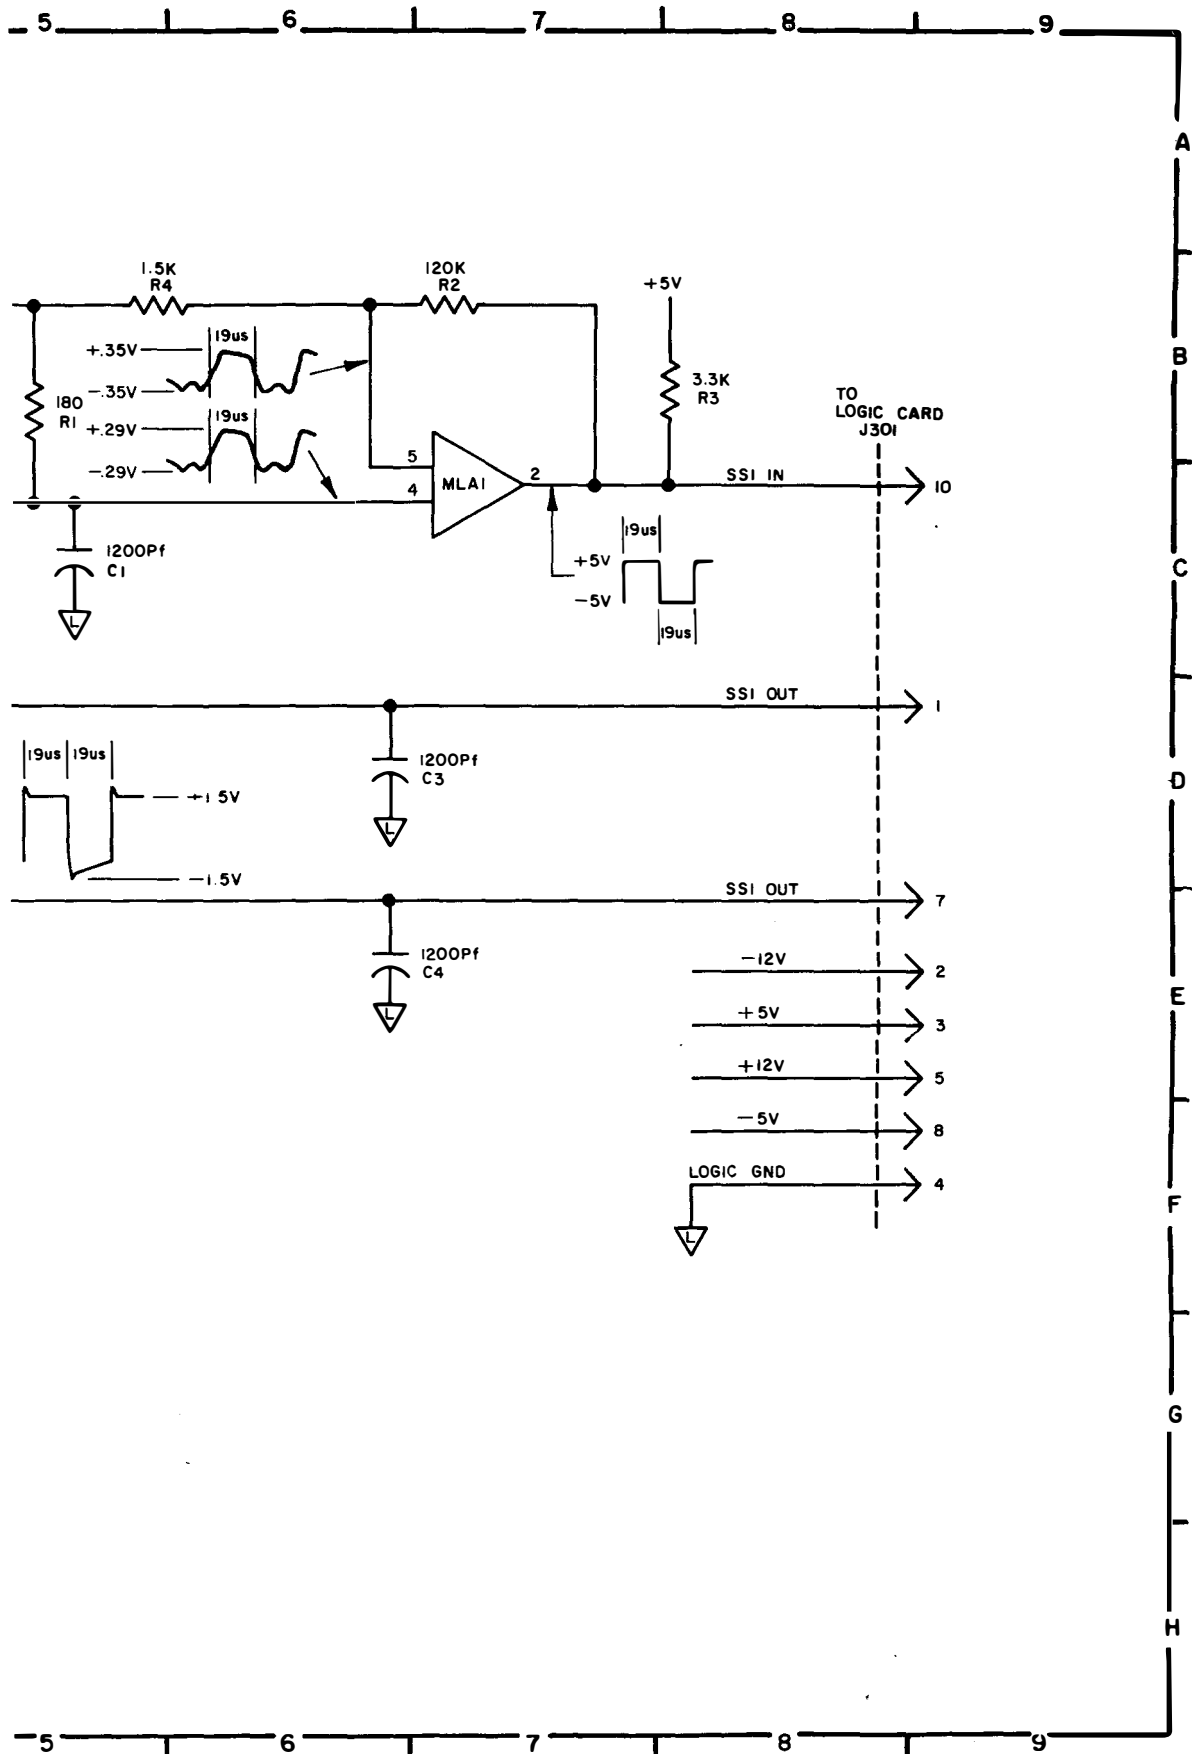 5 6 7 8 9
A
1.5K
R4
120K
R2
+5V
19us
+.35V
-.35V
B
180
R1
3.3K
R3
TO
LOGIC CARD
J301
19us
+.29V
-.29V
5
4
MLA1
2
SSI IN
10
1200Pf
C1
L
19us
+5V
-5V
19us
C
SSI OUT
1
19us 19us
+1.5V
-1.5V
1200Pf
C3
L
D
SSI OUT
7
1200Pf
C4
L
-12V
2
E
+5V
3
+12V
5
-5V
8
LOGIC GND
4
L
F
G
H
5 6 7 8 9